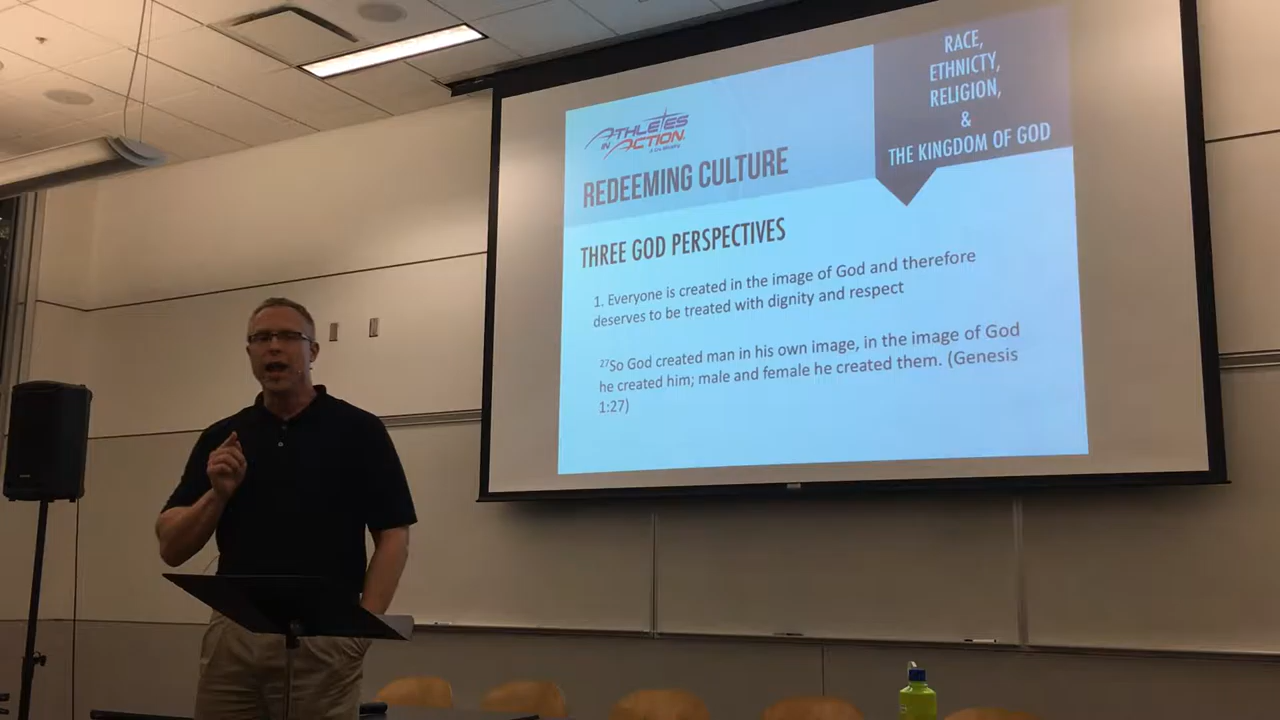 RACE,
ETHNICTY,
RELIGION,
&
THE KINGDOM OF GOD
ATHLETES
IN ACTION
REDEEMING CULTURE
THREE GOD PERSPECTIVES
1. Everyone is created in the image of God and therefore
deserves to be treated with dignity and respect
27So God created man in his own image, in the image of God
he created him; male and female he created them. (Genesis
1:27)